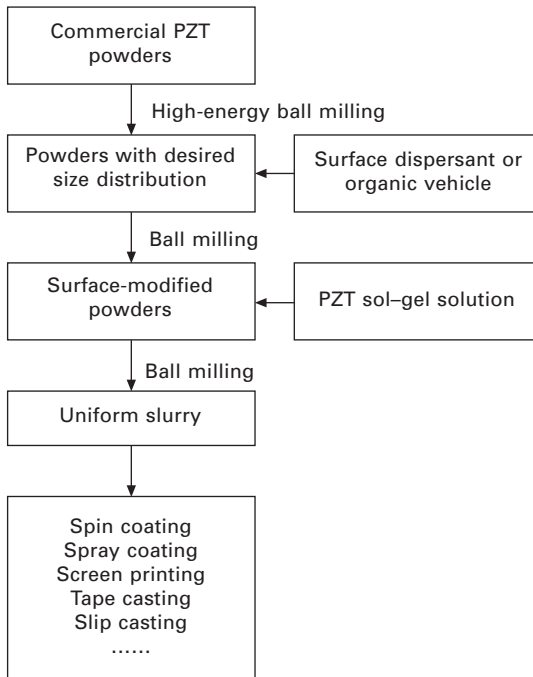 Commercial PZT
powders
High-energy ball milling
Powders with desired
size distribution
Surface dispersant or
organic vehicle
Ball milling
Surface-modified
powders
PZT sol–gel solution
Ball milling
Uniform slurry
Spin coating
Spray coating
Screen printing
Tape casting
Slip casting
......